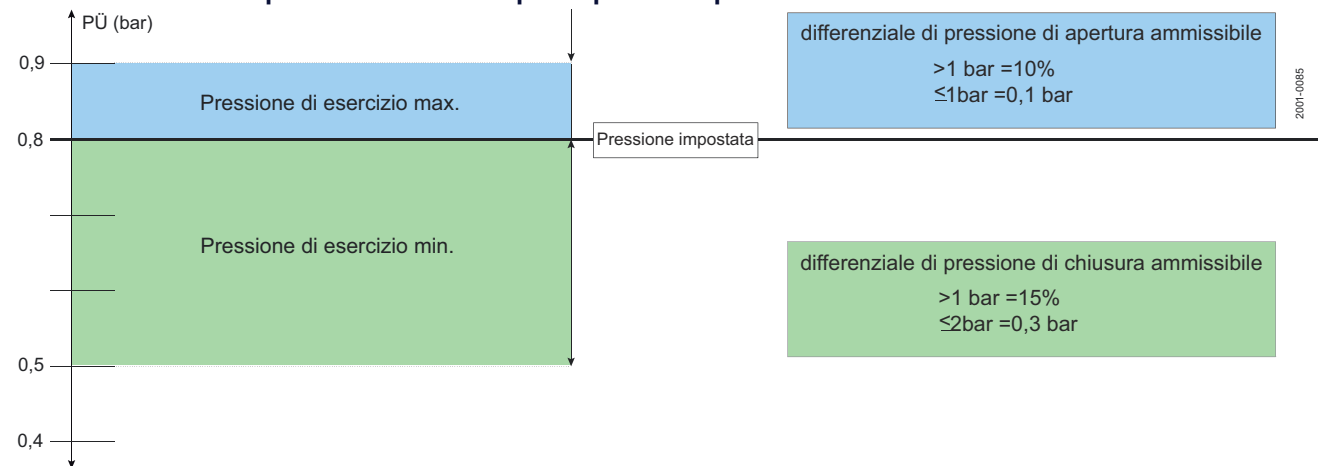 PÜ (bar)
0,9
Pressione di esercizio max.
0,8
Pressione impostata
Pressione di esercizio min.
0,5
0,4
differenziale di pressione di apertura ammissibile
>1 bar =10%
≤1bar =0,1 bar
2001-0085
differenziale di pressione di chiusura ammissibile
>1 bar =15%
≤2bar =0,3 bar